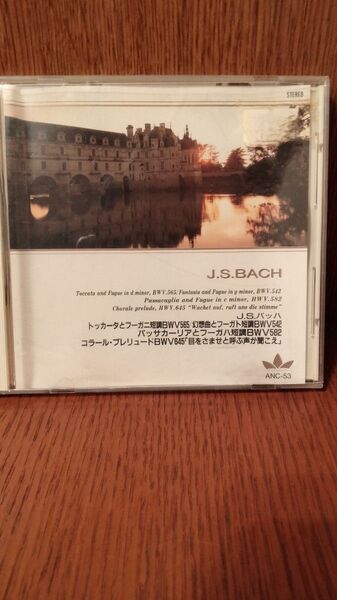 STEREO
J.S.BACH
Toccata and Fugue in d minor, BWV.565/Fantasia and Fugue in g minor, BWV.542
Passacaglia and Fugue in c minor, BWV.582
Chorale prelude, BWV.645 "Wachet auf, ruft uns die stimme"
J.S.バッハ
トッカータとフーガニ短調BWV565 幻想曲とフーガト短調BWV542
パッサカーリアとフーガハ短調BWV582
コラール・プレリュードBWV645「目をさませと呼ぶ声が聞こえ」
ANC-53